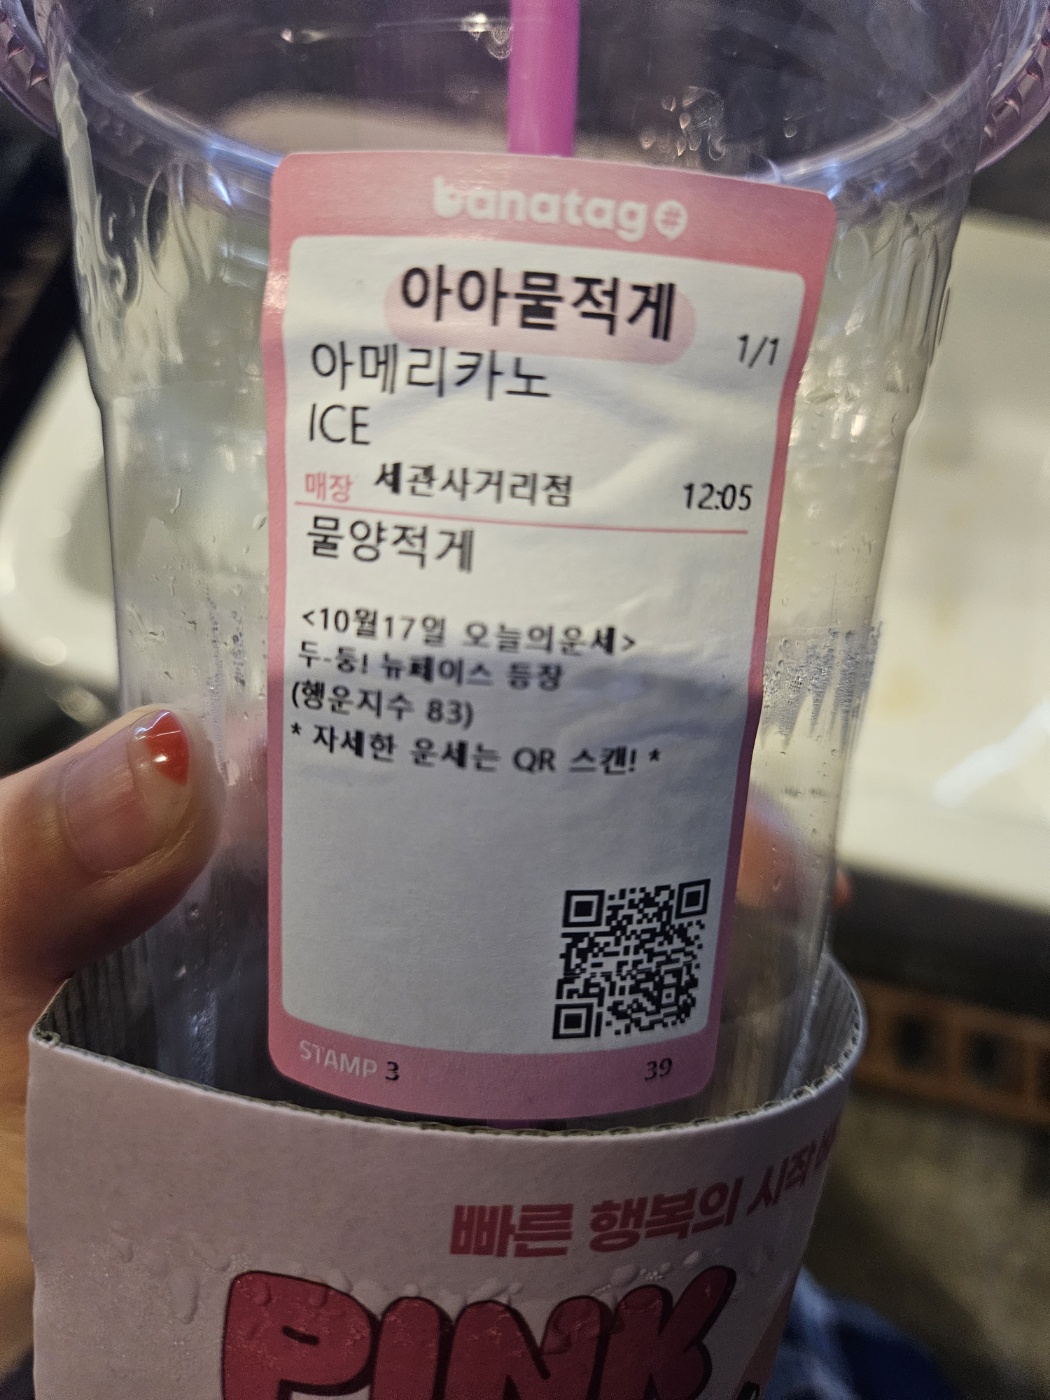 banatag#
아아물적게
1/1
아메리카노
ICE
매장 세관사거리점 12:05
물양적게
<10월17일 오늘의운세>
두-둥! 뉴페이스 등장
(행운지수 83)
* 자세한 운세는 QR 스캔! *
STAMP 3 39
빠른 행복의 시작
PINK